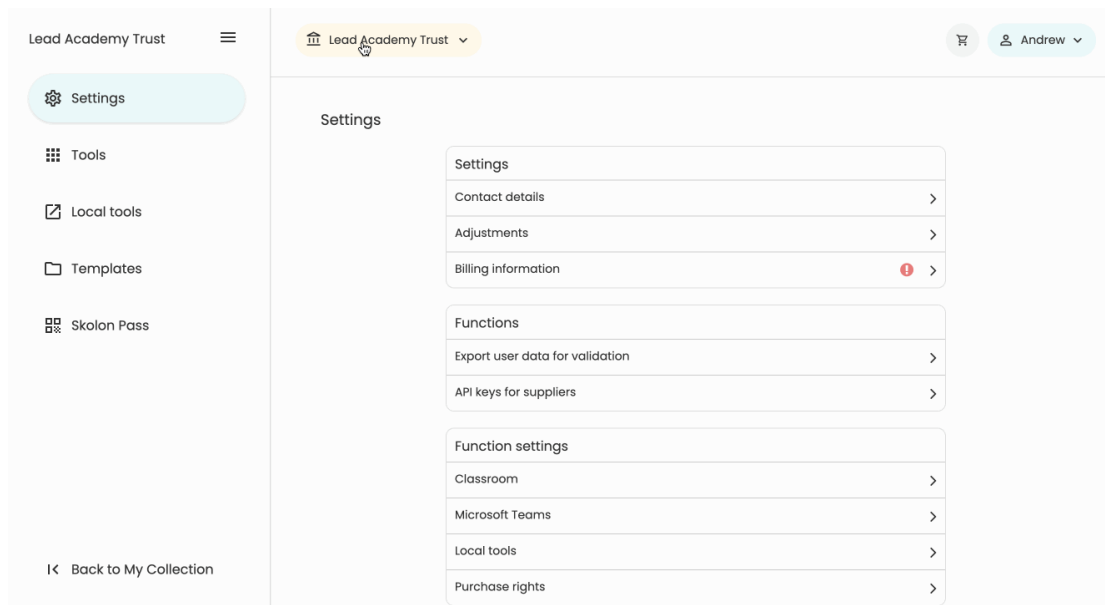 Lead Academy Trust
Settings
Tools
Local tools
Templates
Skolon Pass
Back to My Collection
Lead Academy Trust
Andrew
Settings
Settings
Contact details
Adjustments
Billing information
Functions
Export user data for validation
API keys for suppliers
Function settings
Classroom
Microsoft Teams
Local tools
Purchase rights